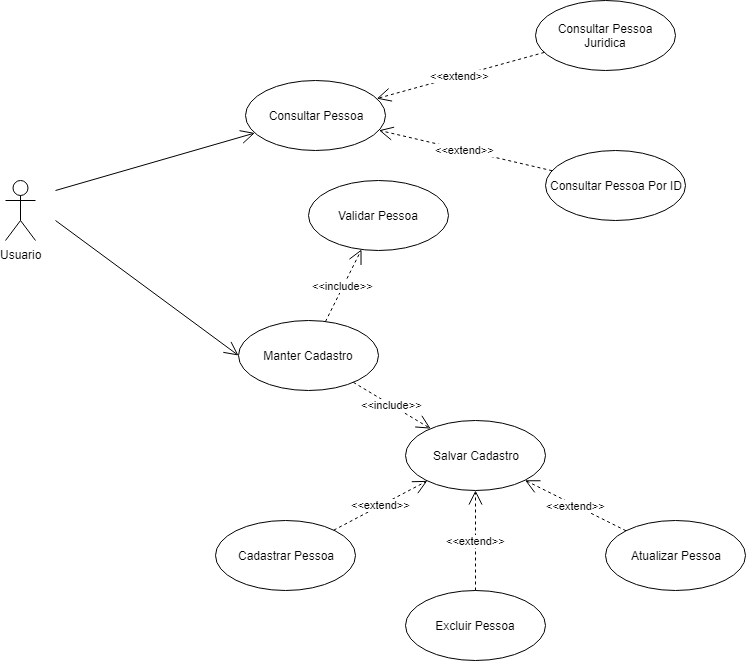 Consultar Pessoa
Juridica
<<extend>>
Consultar Pessoa
<<extend>>
Consultar Pessoa Por ID
Validar Pessoa
Usuario
<<include>>
Manter Cadastro
<<include>>
Salvar Cadastro
<<extend>>
<<extend>>
<<extend>>
Cadastrar Pessoa
Atualizar Pessoa
Excluir Pessoa